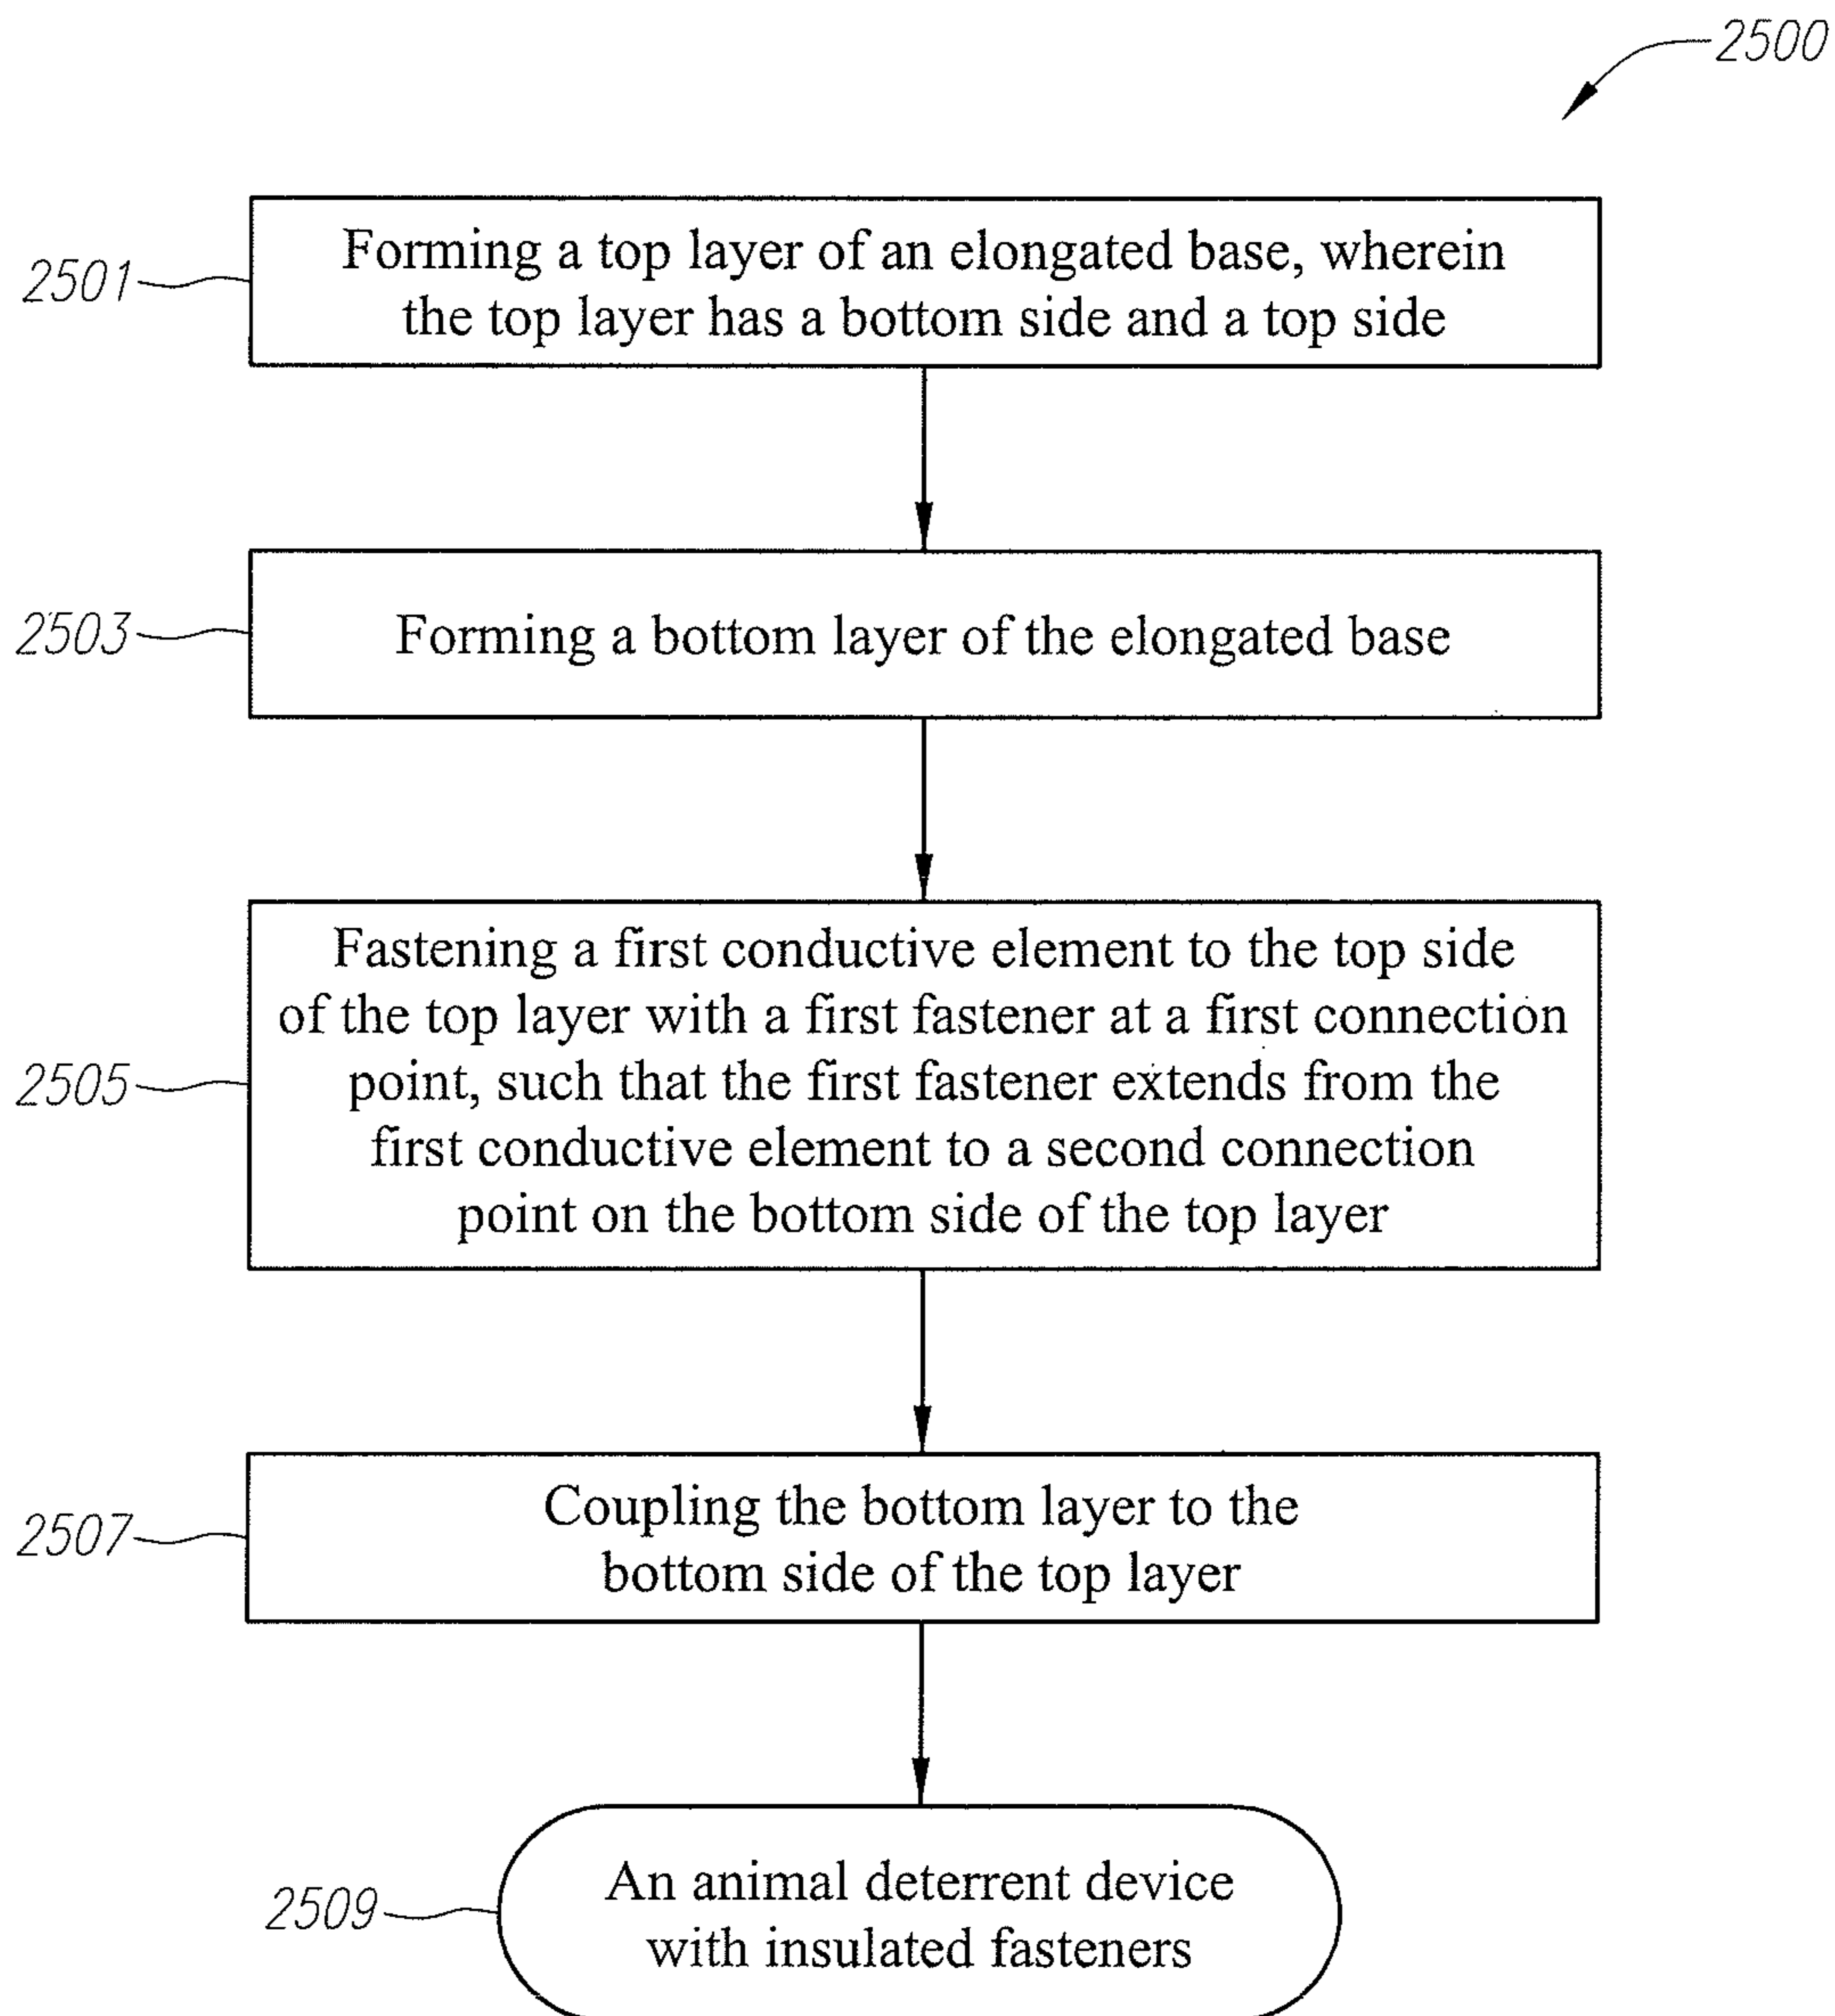 2500
2501
Forming a top layer of an elongated base, wherein
the top layer has a bottom side and a top side
2503
Forming a bottom layer of the elongated base
2505
Fastening a first conductive element to the top side
of the top layer with a first fastener at a first connection
point, such that the first fastener extends from the
first conductive element to a second connection
point on the bottom side of the top layer
2507
Coupling the bottom layer to the
bottom side of the top layer
2509
An animal deterrent device
with insulated fasteners